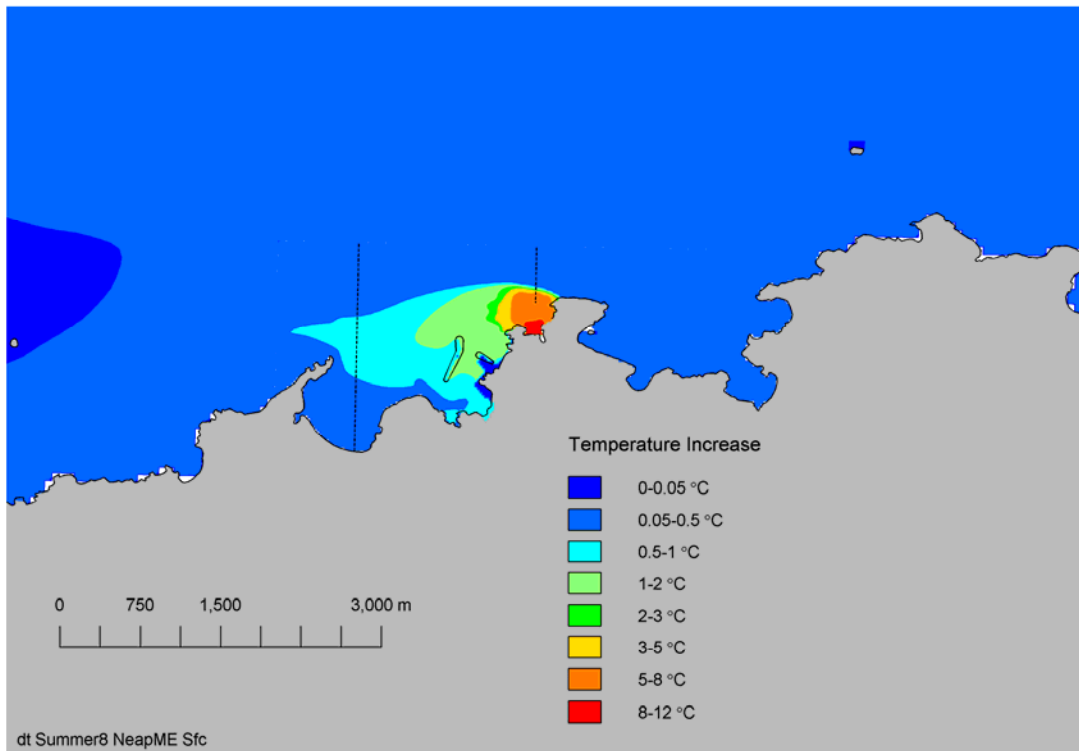 Temperature Increase
0-0.05 °C
0.05-0.5 °C
0.5-1 °C
1-2 °C
2-3 °C
3-5 °C
5-8 °C
8-12 °C
0 750 1,500 3,000 m
dt Summer8 NeapME Sfc